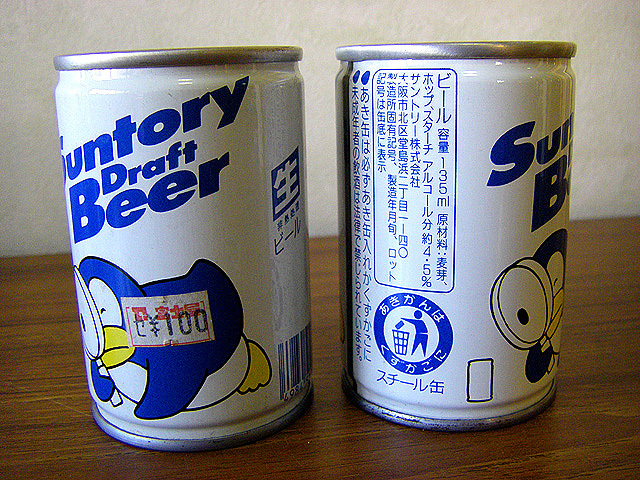 Suntory
Draft
Beer
生
ビール
¥100
ビール 容量135ml 原材料:麦芽、
ホップ、スターチ アルコール分 約4.5%
サントリー株式会社
大阪市北区堂島浜二丁目一-四〇
製造所固有記号、製造年月旬、ロット
記号は缶底に表示
あき缶は必ずあき缶入れかくずかごに
未成年者の飲酒は法律で禁じられています。
あきかんは
くずかごに
スチール缶
Sun
B